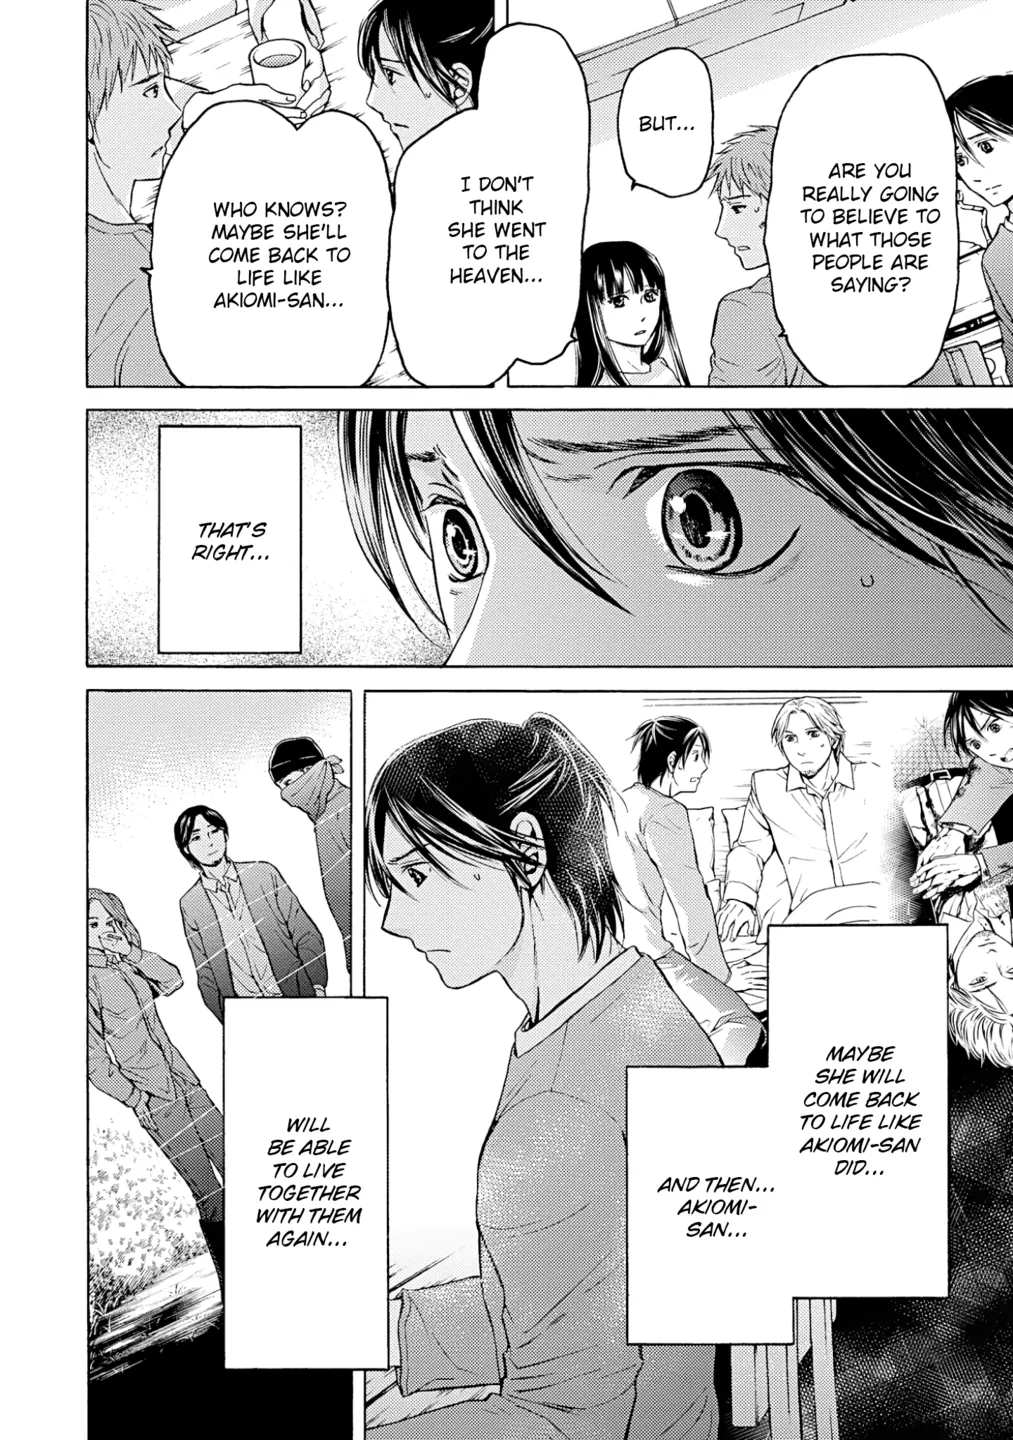 ARE YOU
REALLY GOING
TO BELIEVE TO
WHAT THOSE
PEOPLE ARE
SAYING?
BUT...
I DON'T
THINK
SHE WENT
TO THE
HEAVEN...
WHO KNOWS?
MAYBE SHE'LL
COME BACK TO
LIFE LIKE
AKIOMI-SAN...
THAT'S
RIGHT...
MAYBE
SHE WILL
COME BACK
TO LIFE LIKE
AKIOMI-SAN
DID...
AND THEN...
AKIOMI-
SAN...
WILL
BE ABLE
TO LIVE
TOGETHER
WITH THEM
AGAIN...